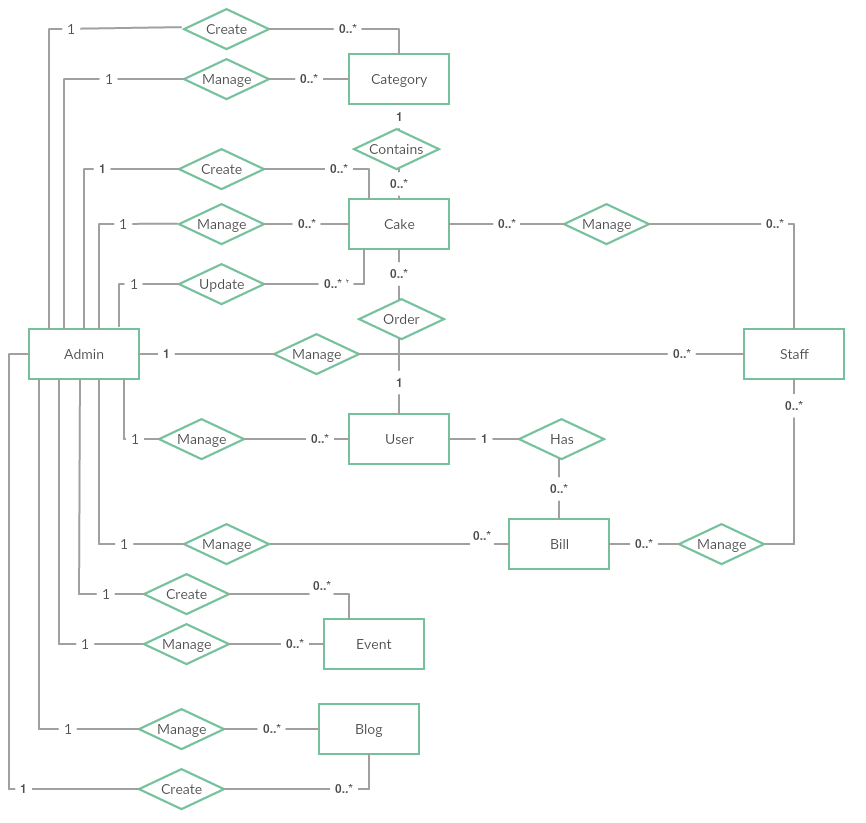 1 Create 0..*
1 Manage 0..* Category
1
Contains
1 Create 0..* 0..*
1 Manage 0..* Cake 0..* Manage 0..*
0..*
1 Update 0..*
Order
Admin 1 Manage 0..* Staff
1
0..*
1 Manage 0..* User 1 Has
0..*
1 Manage 0..* Bill 0..* Manage
1 Create 0..*
1 Manage 0..* Event
1 Manage 0..* Blog
1 Create 0..*